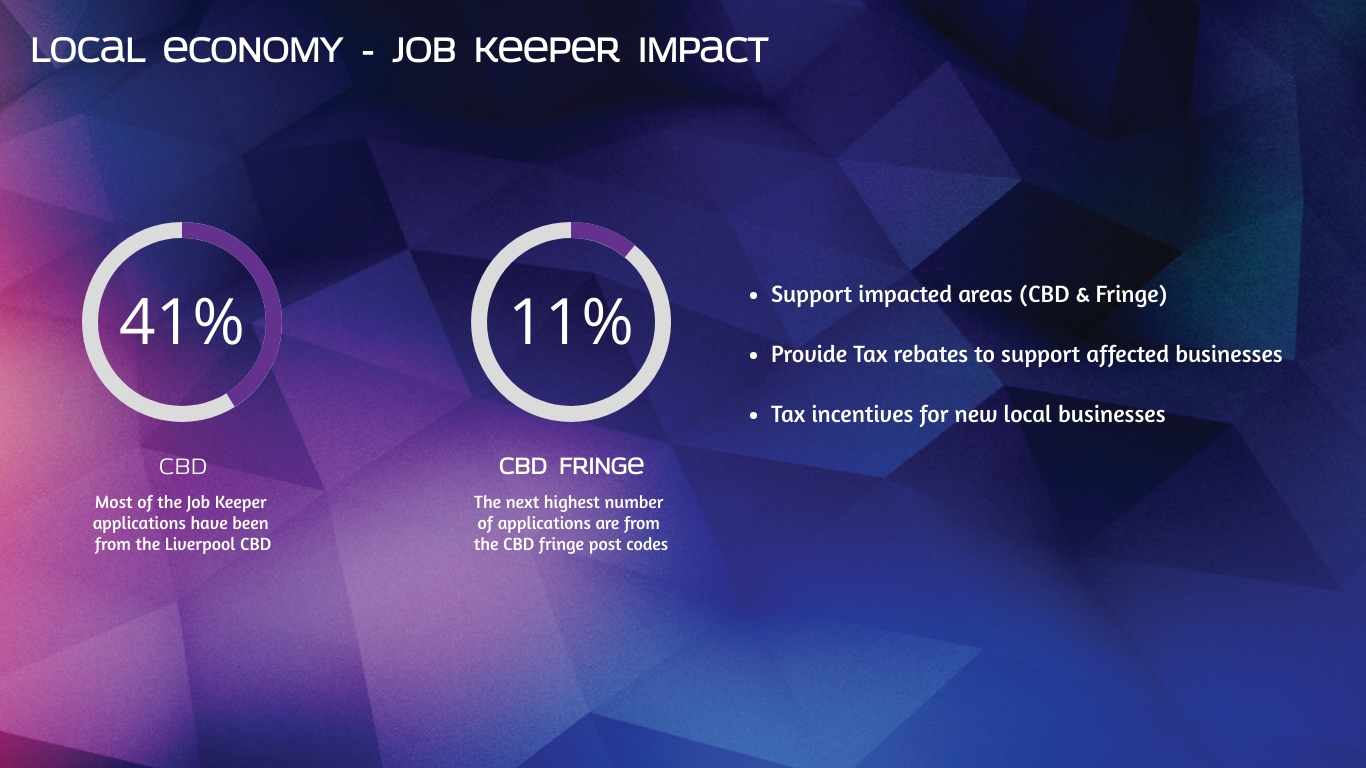 LOCAL ECONOMY - JOB KEEPER IMPACT
41%
CBD
Most of the Job Keeper
applications have been
from the Liverpool CBD
11%
CBD FRINGE
The next highest number
of applications are from
the CBD fringe post codes
• Support impacted areas (CBD & Fringe)
• Provide Tax rebates to support affected businesses
• Tax incentives for new local businesses